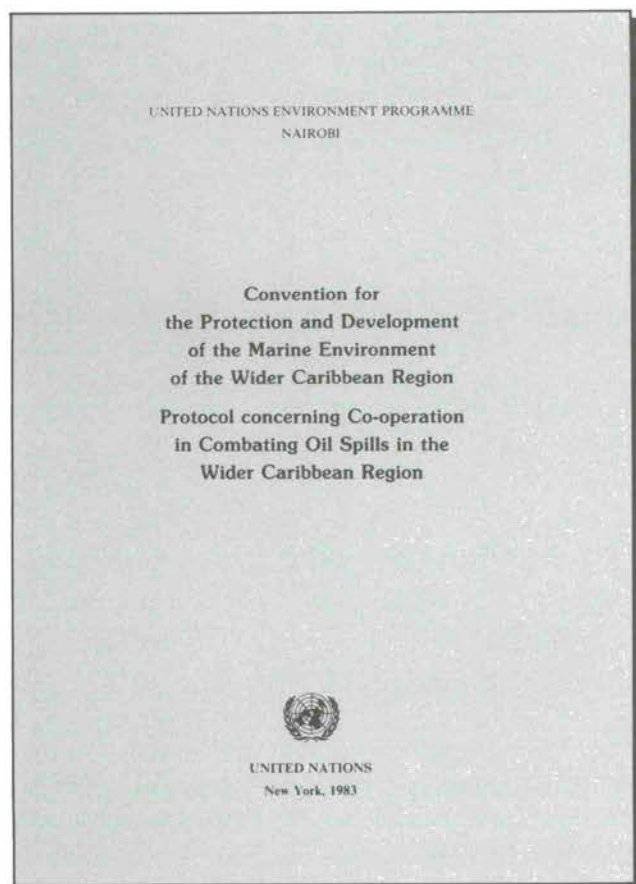 UNITED NATIONS ENVIRONMENT PROGRAMME
NAIROBI
Convention for
the Protection and Development
of the Marine Environment
of the Wider Caribbean Region
Protocol concerning Co-operation
in Combating Oil Spills in the
Wider Caribbean Region
UNITED NATIONS
New York, 1983